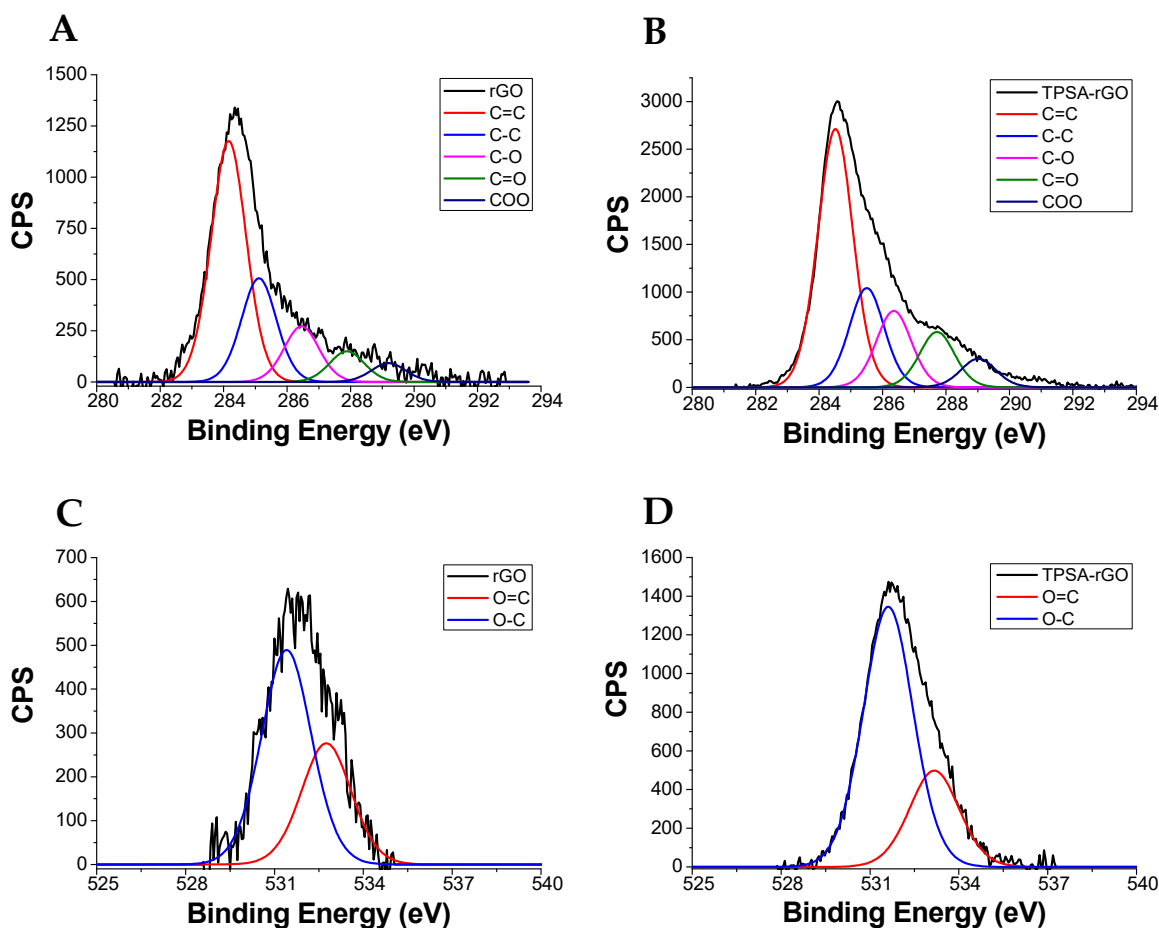 A
1500
1250
1000
750
500
250
0
CPS
rGO
C=C
C-C
C-O
C=O
COO
280 282 284 286 288 290 292 294
Binding Energy (eV)
B
3000
2500
2000
1500
1000
500
0
CPS
TPSA-rGO
C=C
C-C
C-O
C=O
COO
280 282 284 286 288 290 292 294
Binding Energy (eV)
C
700
600
500
400
300
200
100
0
CPS
rGO
O=C
O-C
525 528 531 534 537 540
Binding Energy (eV)
D
1600
1400
1200
1000
800
600
400
200
0
CPS
TPSA-rGO
O=C
O-C
525 528 531 534 537 540
Binding Energy (eV)